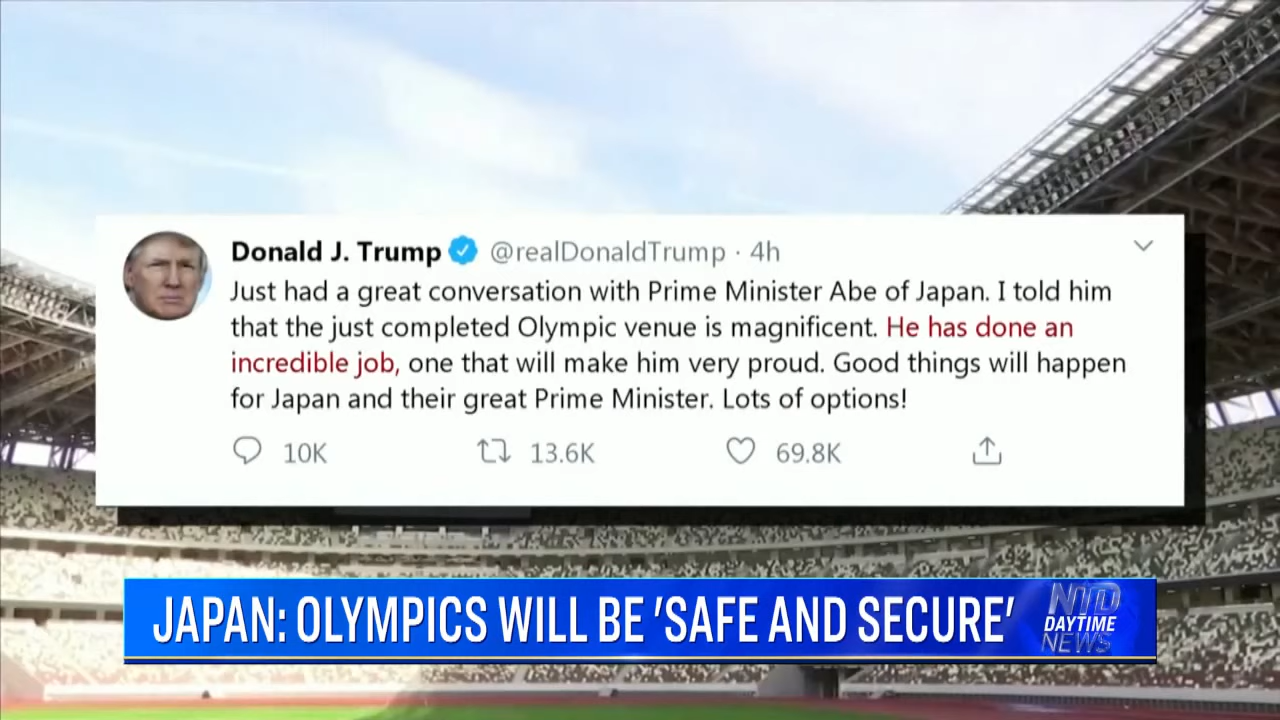 Donald J. Trump @realDonaldTrump · 4h
Just had a great conversation with Prime Minister Abe of Japan. I told him
that the just completed Olympic venue is magnificent. He has done an
incredible job, one that will make him very proud. Good things will happen
for Japan and their great Prime Minister. Lots of options!
10K 13.6K 69.8K
JAPAN: OLYMPICS WILL BE 'SAFE AND SECURE'
NTD
DAYTIME
NEWS